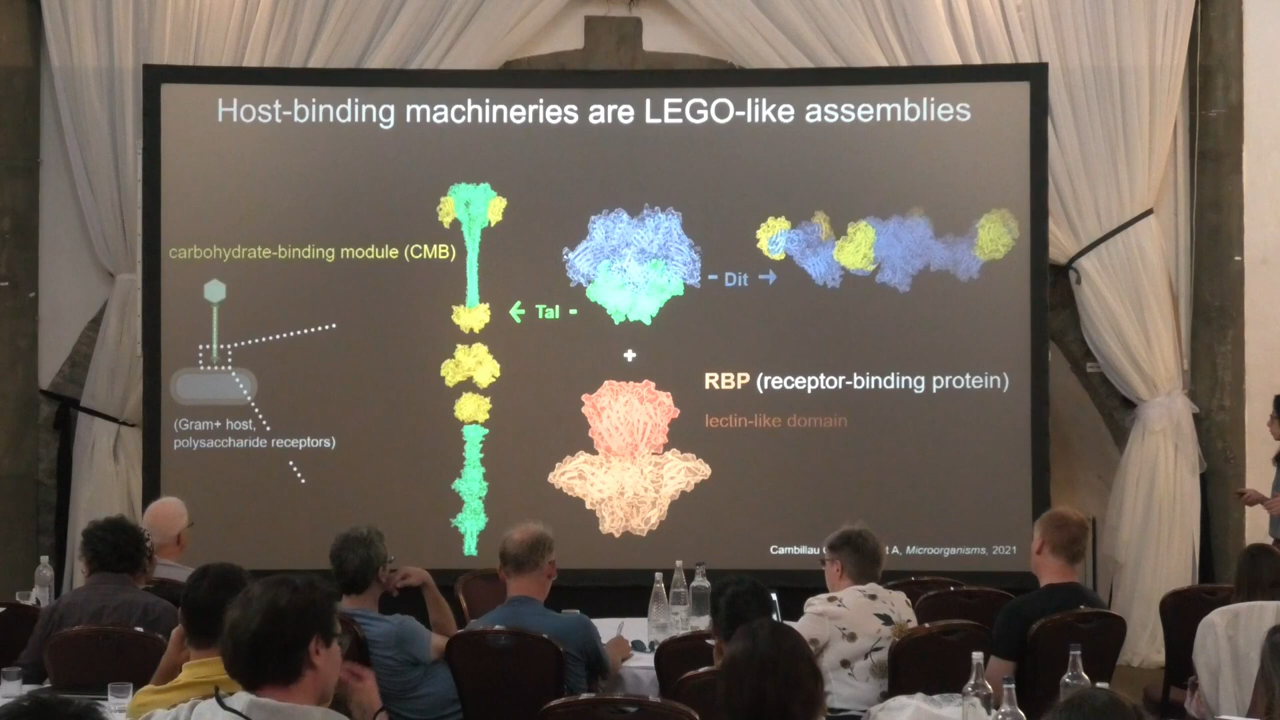 Host-binding machineries are LEGO-like assemblies
carbohydrate-binding module (CMB)
- Dit →
← Tal -
+
RBP (receptor-binding protein)
lectin-like domain
(Gram+ host,
polysaccharide receptors)
Cambillau t A, Microorganisms, 2021